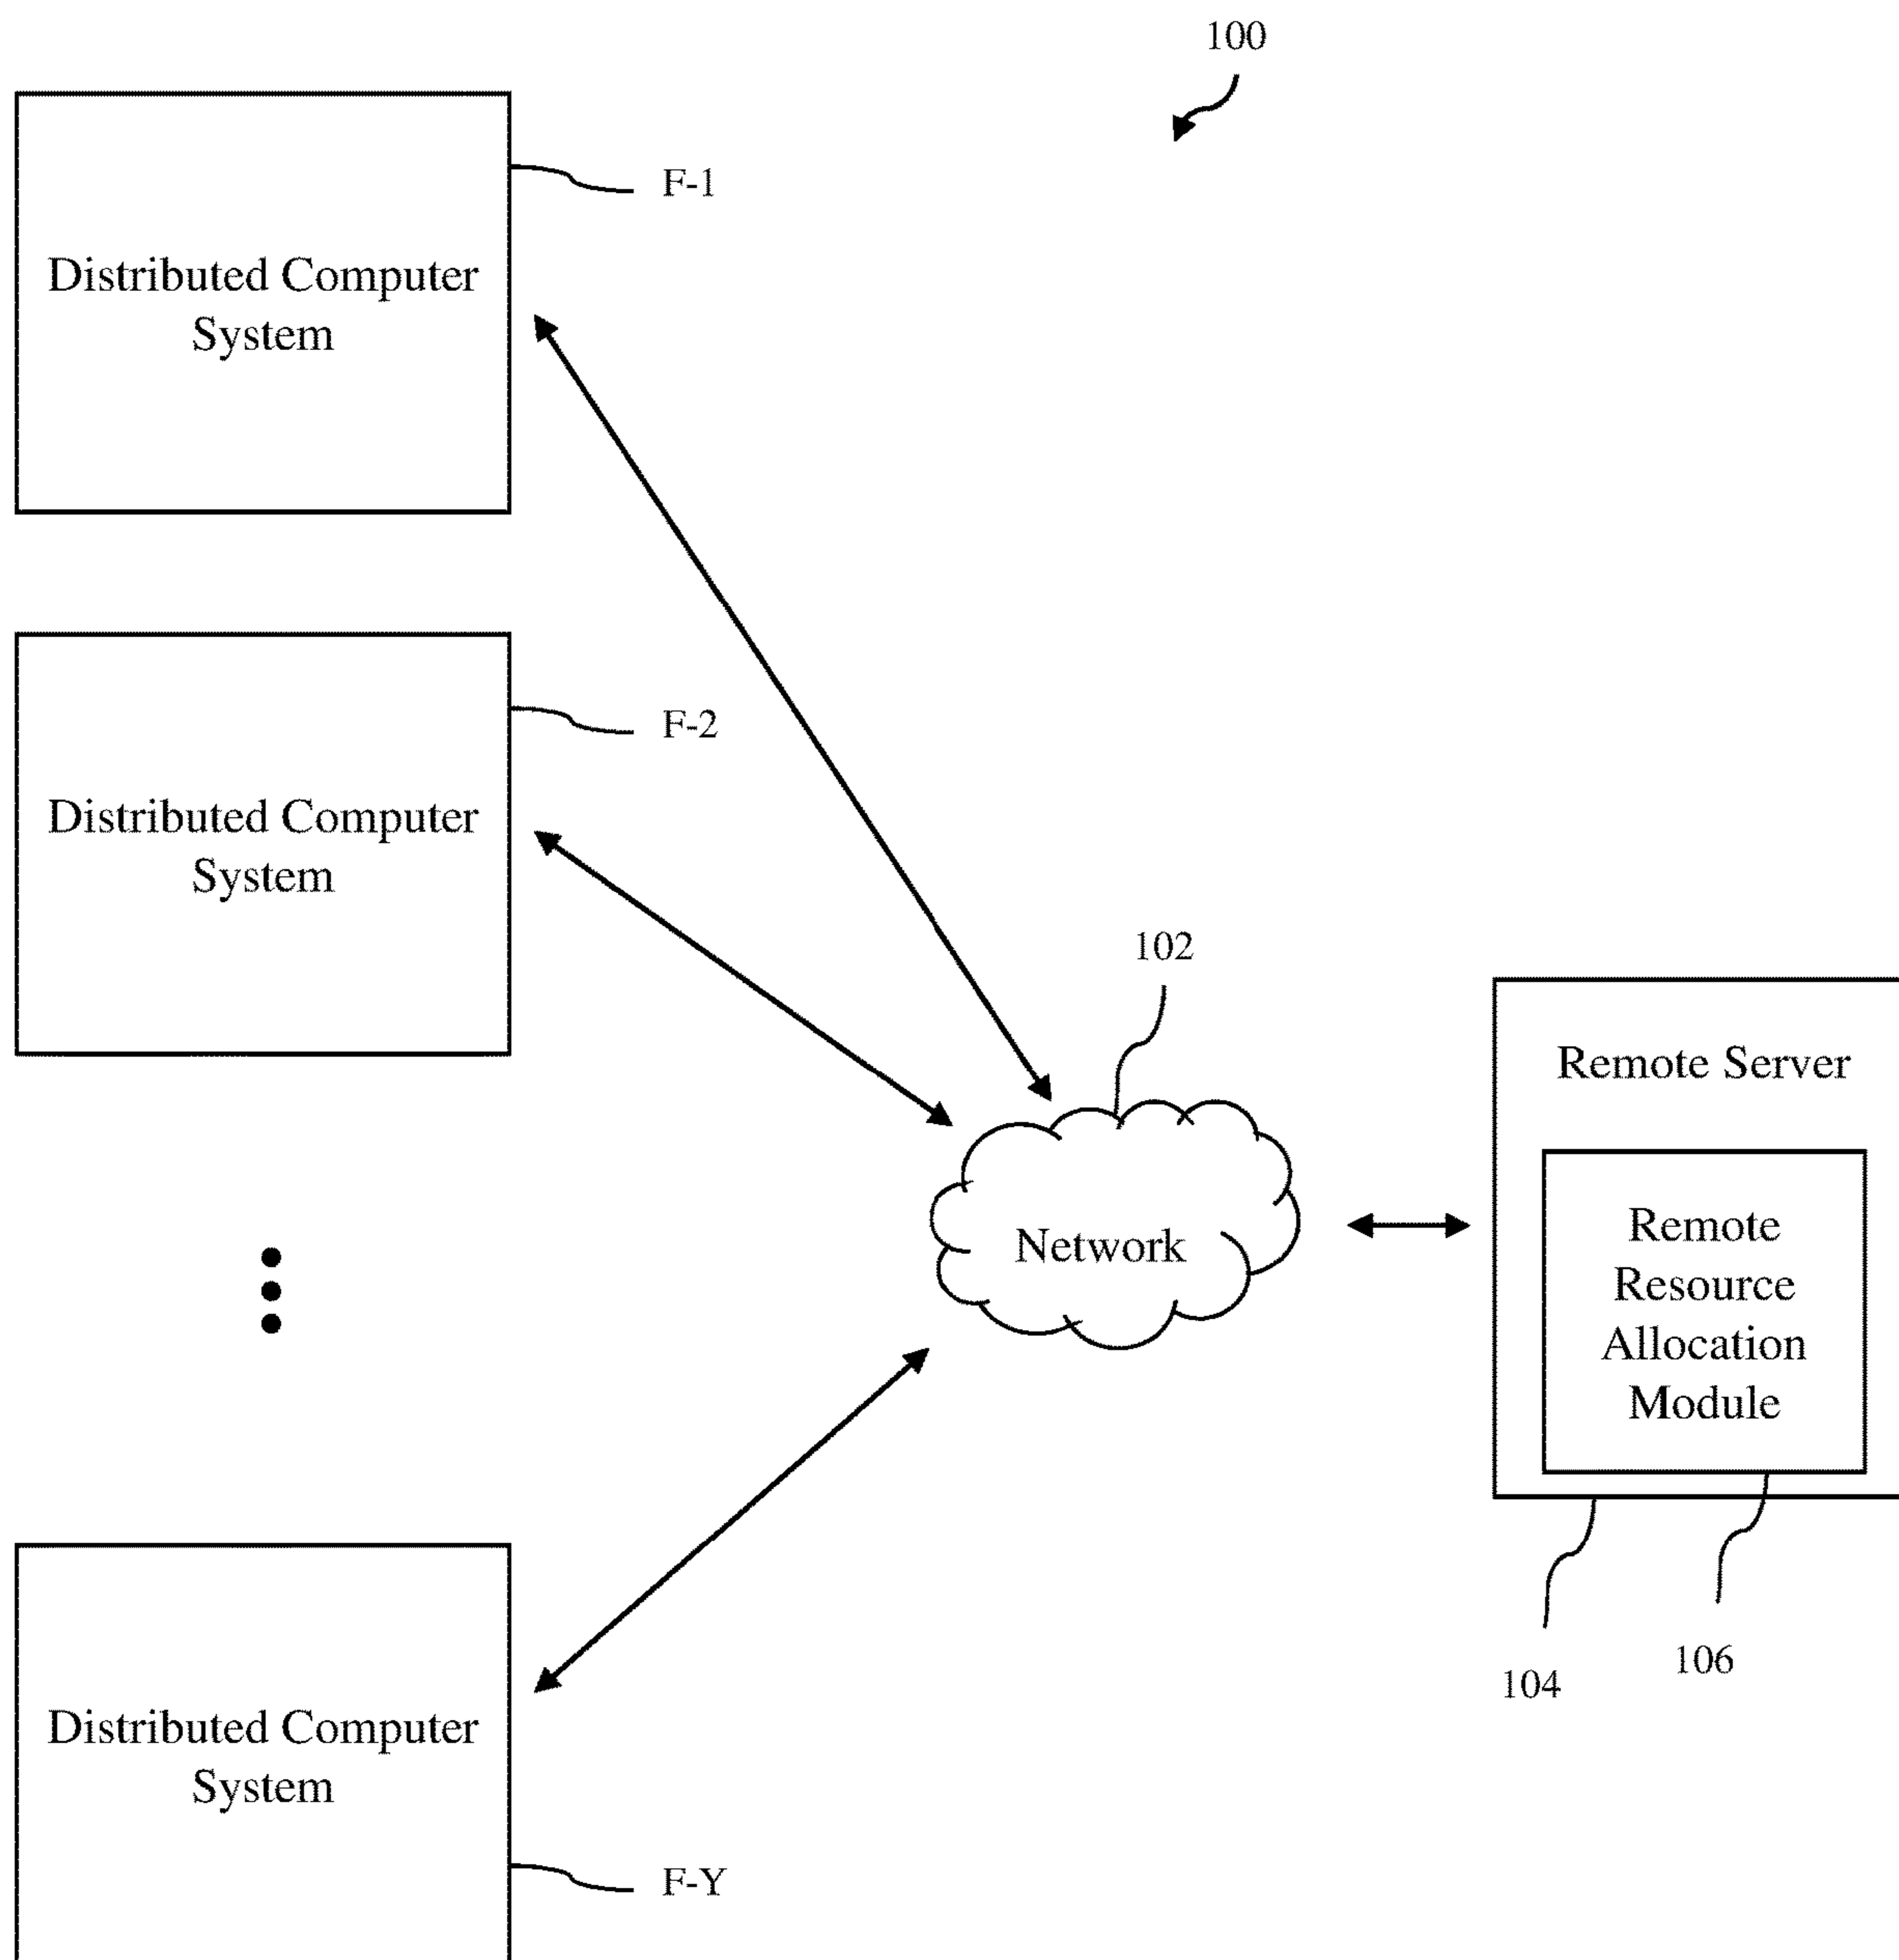 100
Distributed Computer
System
F-1
Distributed Computer
System
F-2
102
Network
Remote Server
Remote
Resource
Allocation
Module
104
106
Distributed Computer
System
F-Y